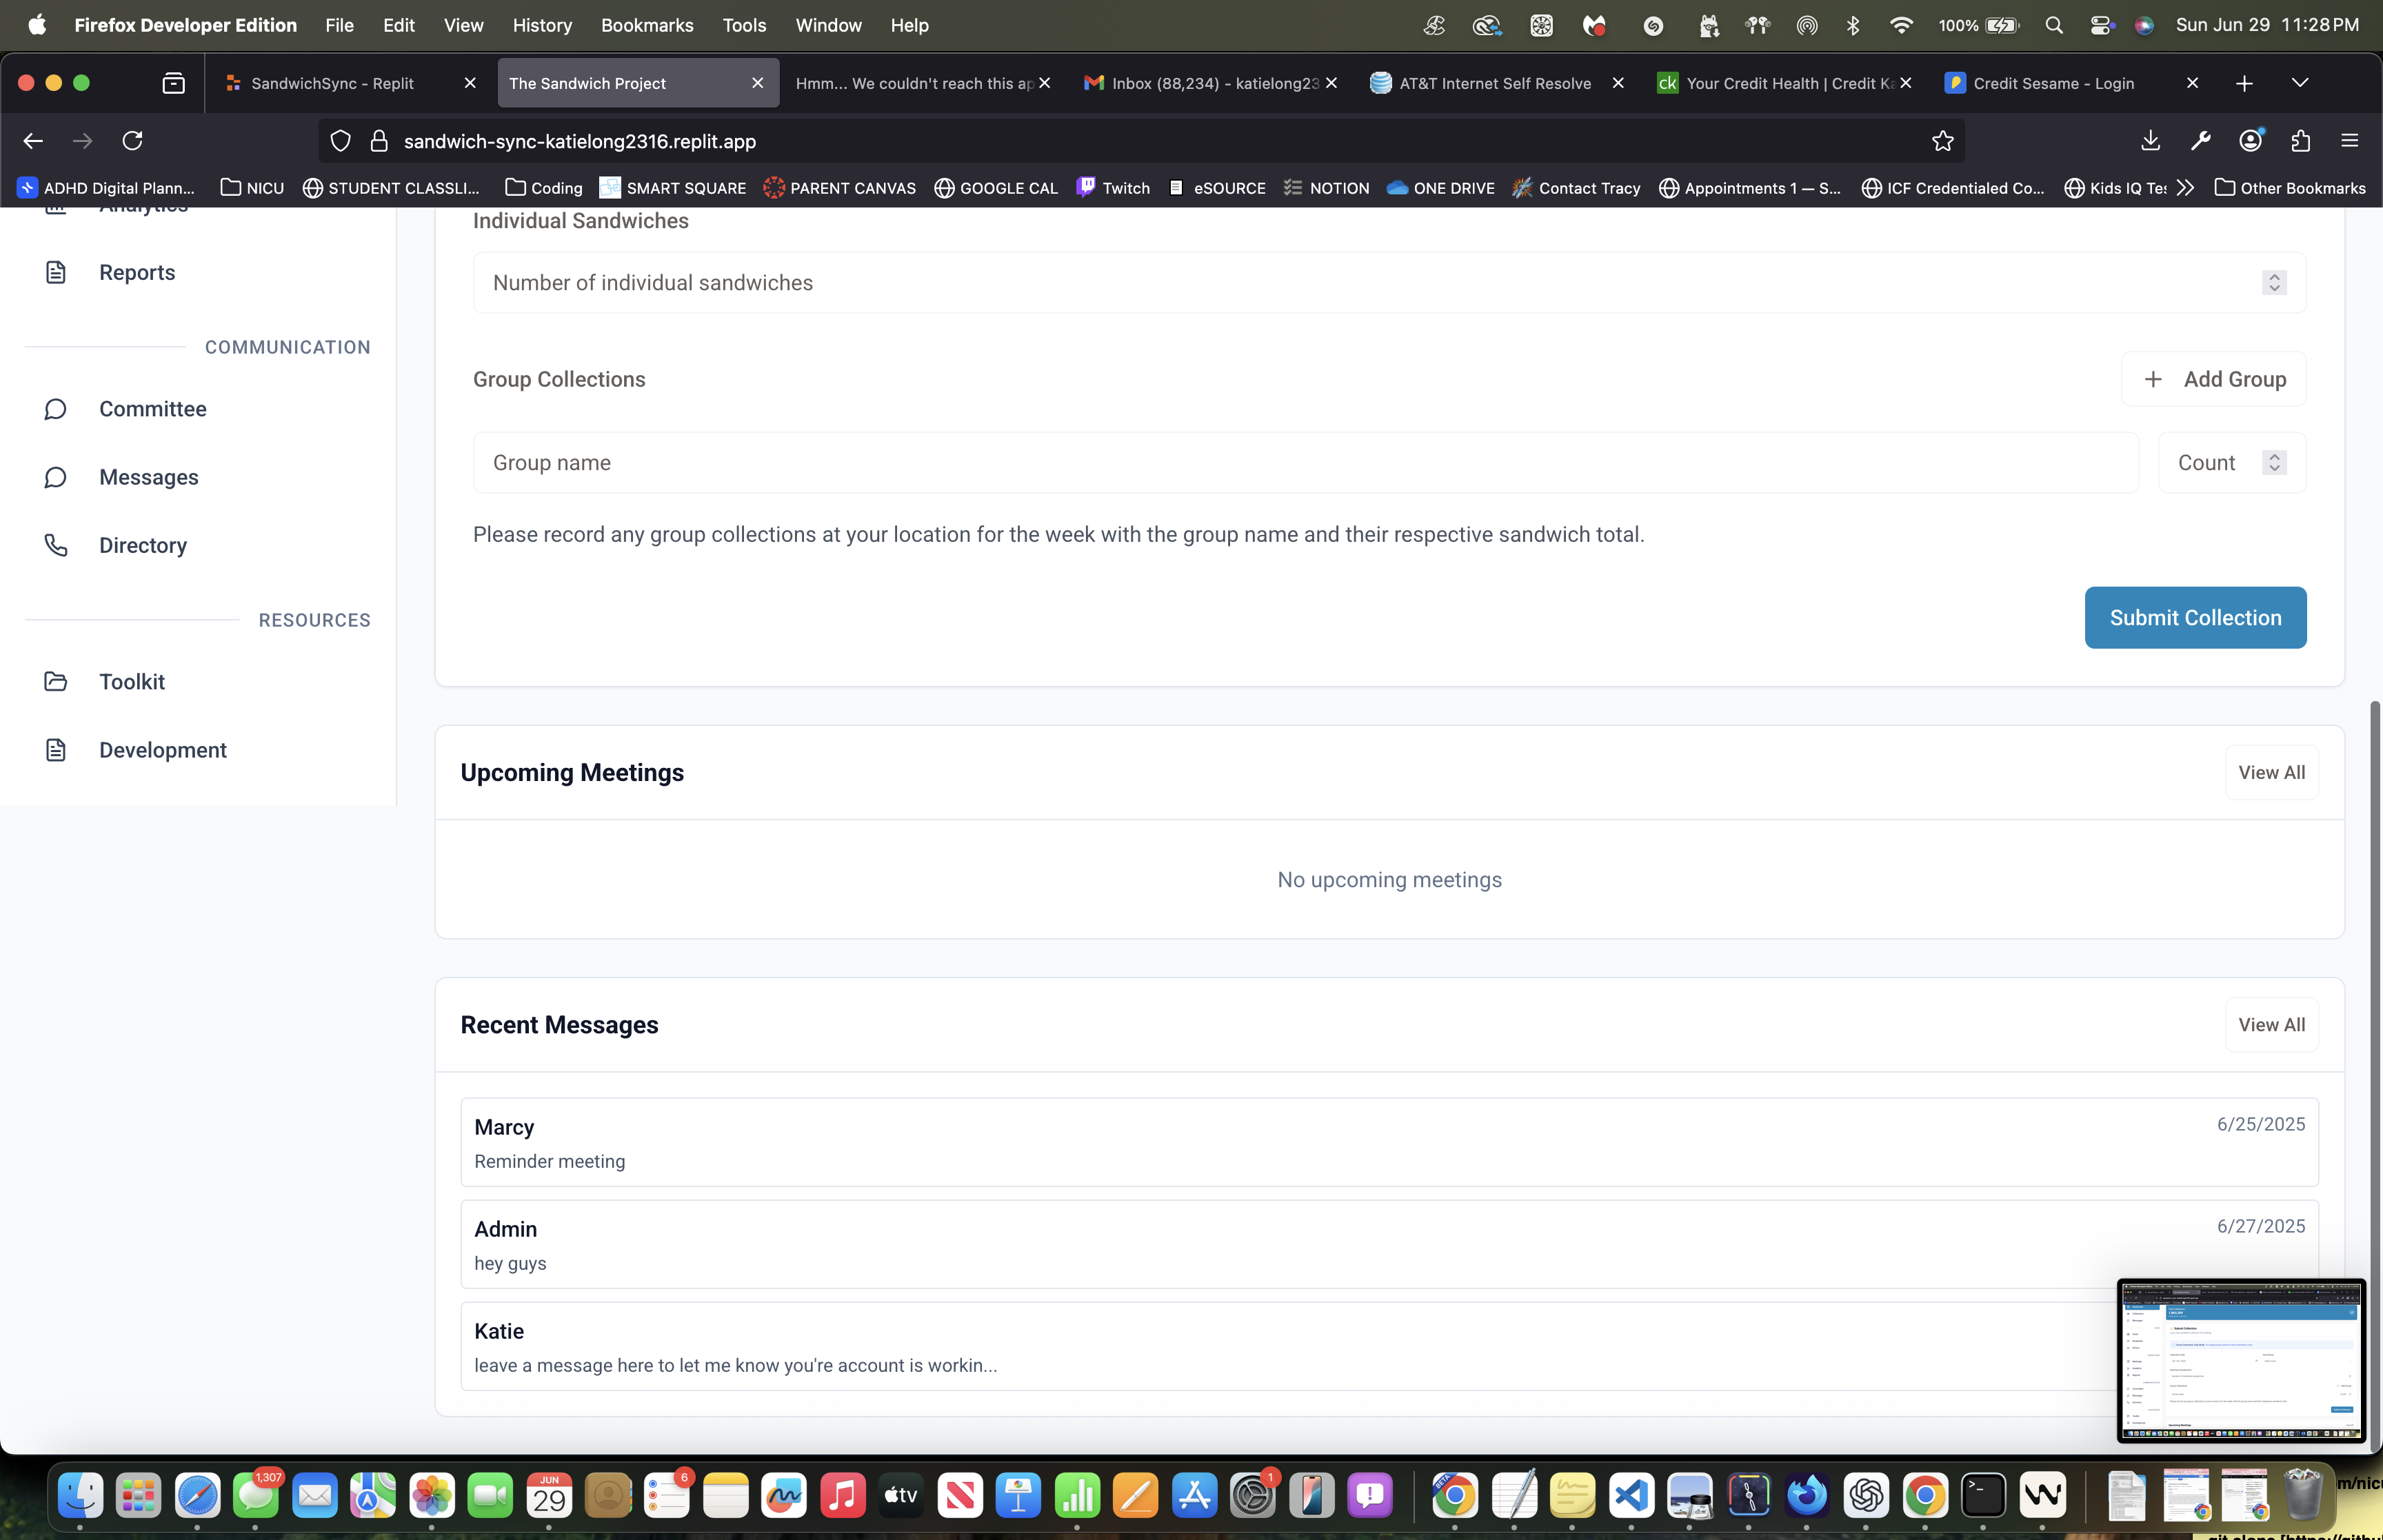 Firefox Developer Edition File Edit View History Bookmarks Tools Window Help 100% Sun Jun 29 11:28 PM
SandwichSync - Replit The Sandwich Project Hmm... We couldn't reach this ap Inbox (88,234) - katielong23 AT&T Internet Self Resolve ck Your Credit Health | Credit Ka Credit Sesame - Login
sandwich-sync-katielong2316.replit.app
ADHD Digital Plann... NICU STUDENT CLASSLI... Coding SMART SQUARE PARENT CANVAS GOOGLE CAL Twitch eSOURCE NOTION ONE DRIVE Contact Tracy Appointments 1 — S... ICF Credentialed Co... Kids IQ Tes Other Bookmarks
Analytics
Reports
COMMUNICATION
Committee
Messages
Directory
RESOURCES
Toolkit
Development
Individual Sandwiches
Number of individual sandwiches
Group Collections
+ Add Group
Group name
Count
Please record any group collections at your location for the week with the group name and their respective sandwich total.
Submit Collection
Upcoming Meetings
View All
No upcoming meetings
Recent Messages
View All
Marcy
6/25/2025
Reminder meeting
Admin
6/27/2025
hey guys
Katie
leave a message here to let me know you're account is workin...
1,307
JUN
29
6
tv
1
BETA
m/nicu